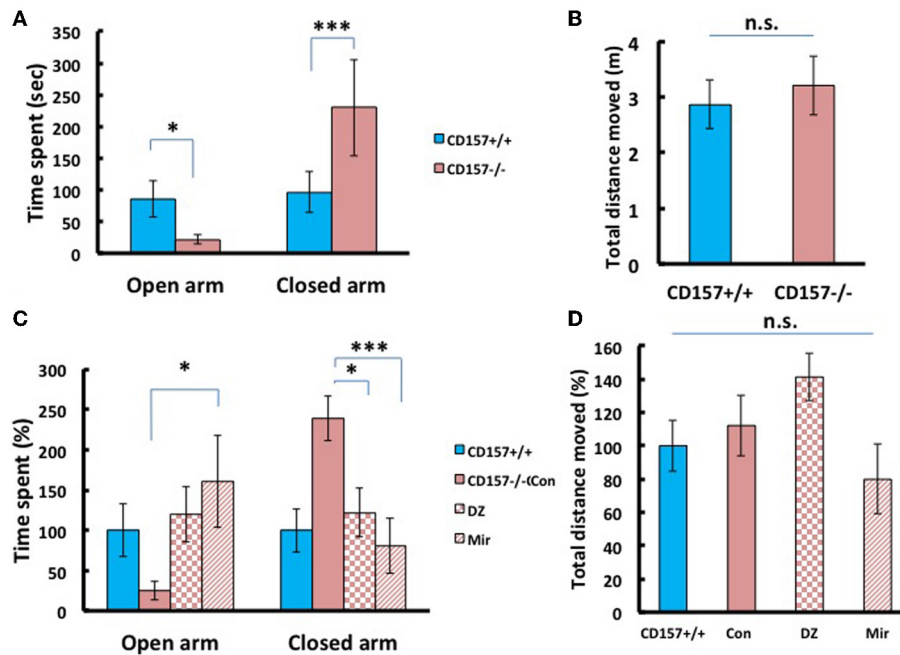 A
Time spent (sec)
350
300
250
200
150
100
50
0
*
***
Open arm
Closed arm
CD157+/+
CD157-/-
B
n.s.
Total distance moved (m)
4
3
2
1
0
CD157+/+
CD157-/-
C
Time spent (%)
300
250
200
150
100
50
0
*
***
*
Open arm
Closed arm
CD157+/+
CD157-/-(Con
DZ
Mir
D
n.s.
Total distance moved (%)
160
140
120
100
80
60
40
20
0
CD157+/+
Con
DZ
Mir